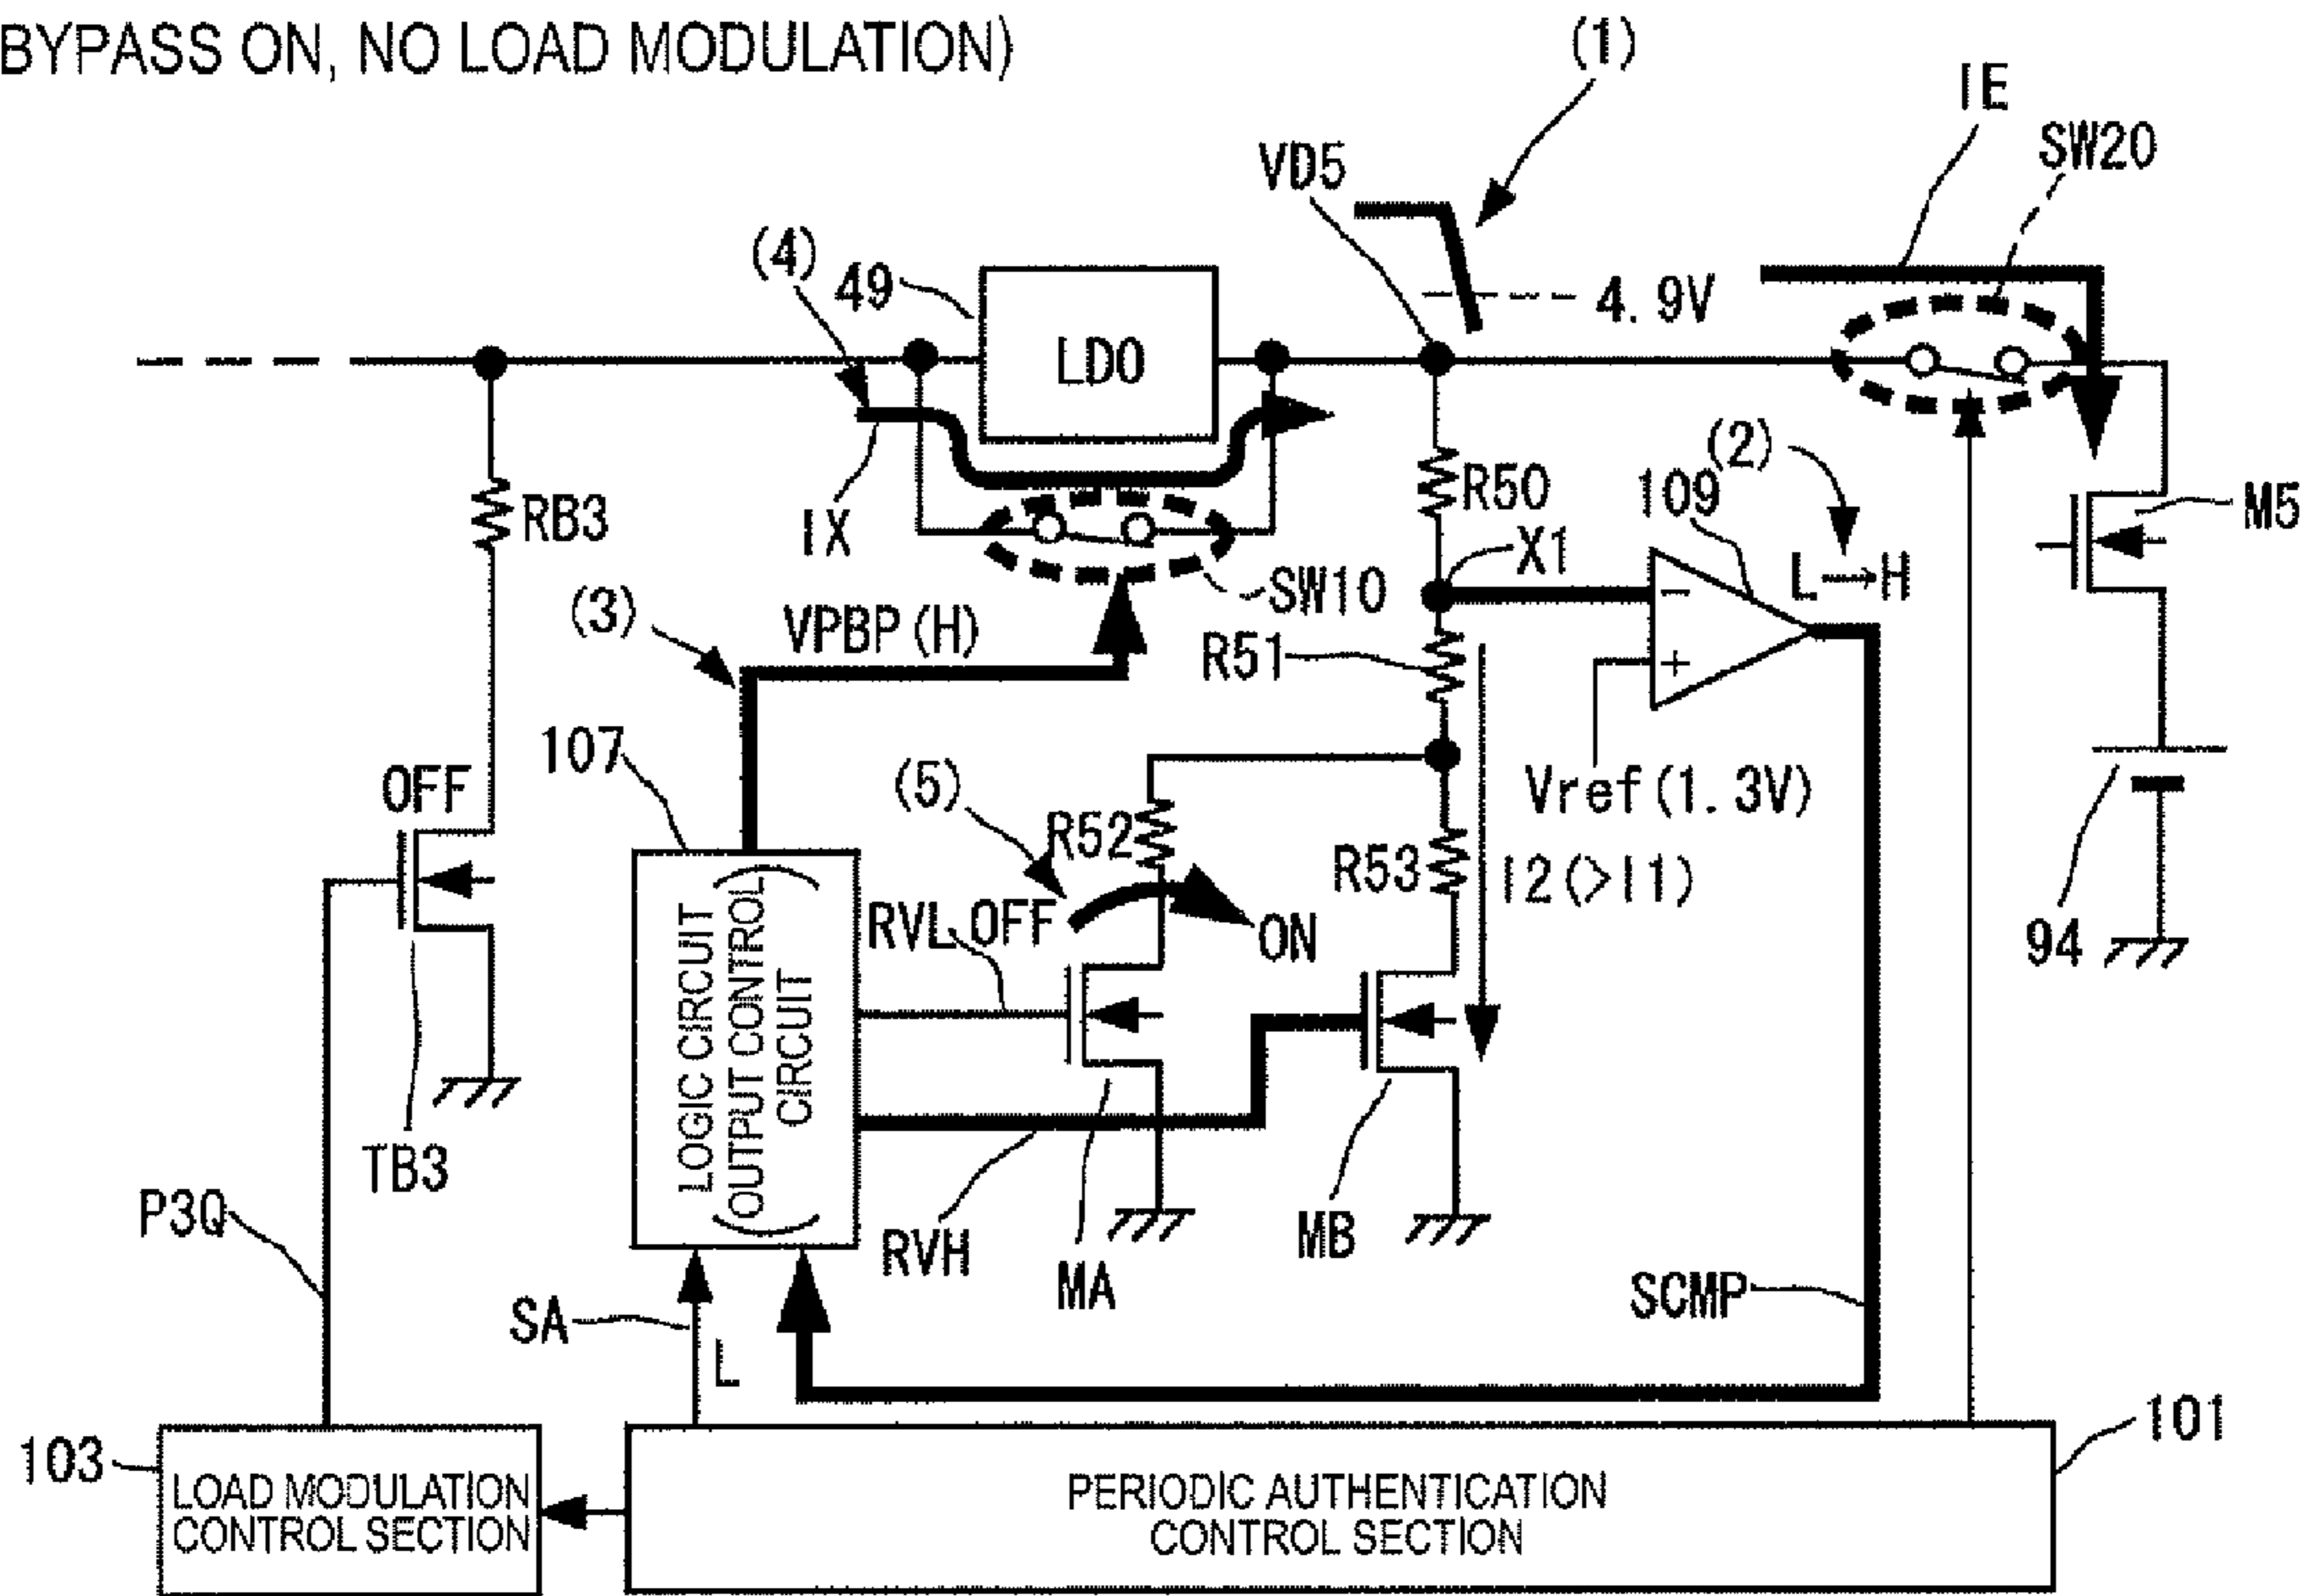 BYPASS ON, NO LOAD MODULATION)
(1)
IE
SW20
VD5
(4)
49
LDO
4.9V
(2)
RB3
IX
R50
109
M5
X1
L→H
SW10
(3)
VPBP(H)
R51
−
+
107
OFF
(5)
R52
Vref(1.3V)
R53
I2(>I1)
RVL
OFF
ON
94
LOGIC CIRCUIT
(OUTPUT CONTROL
CIRCUIT)
TB3
P3Q
RVH
MA
MB
SA
L
SCMP
101
103
LOAD MODULATION
CONTROL SECTION
PERIODIC AUTHENTICATION
CONTROL SECTION